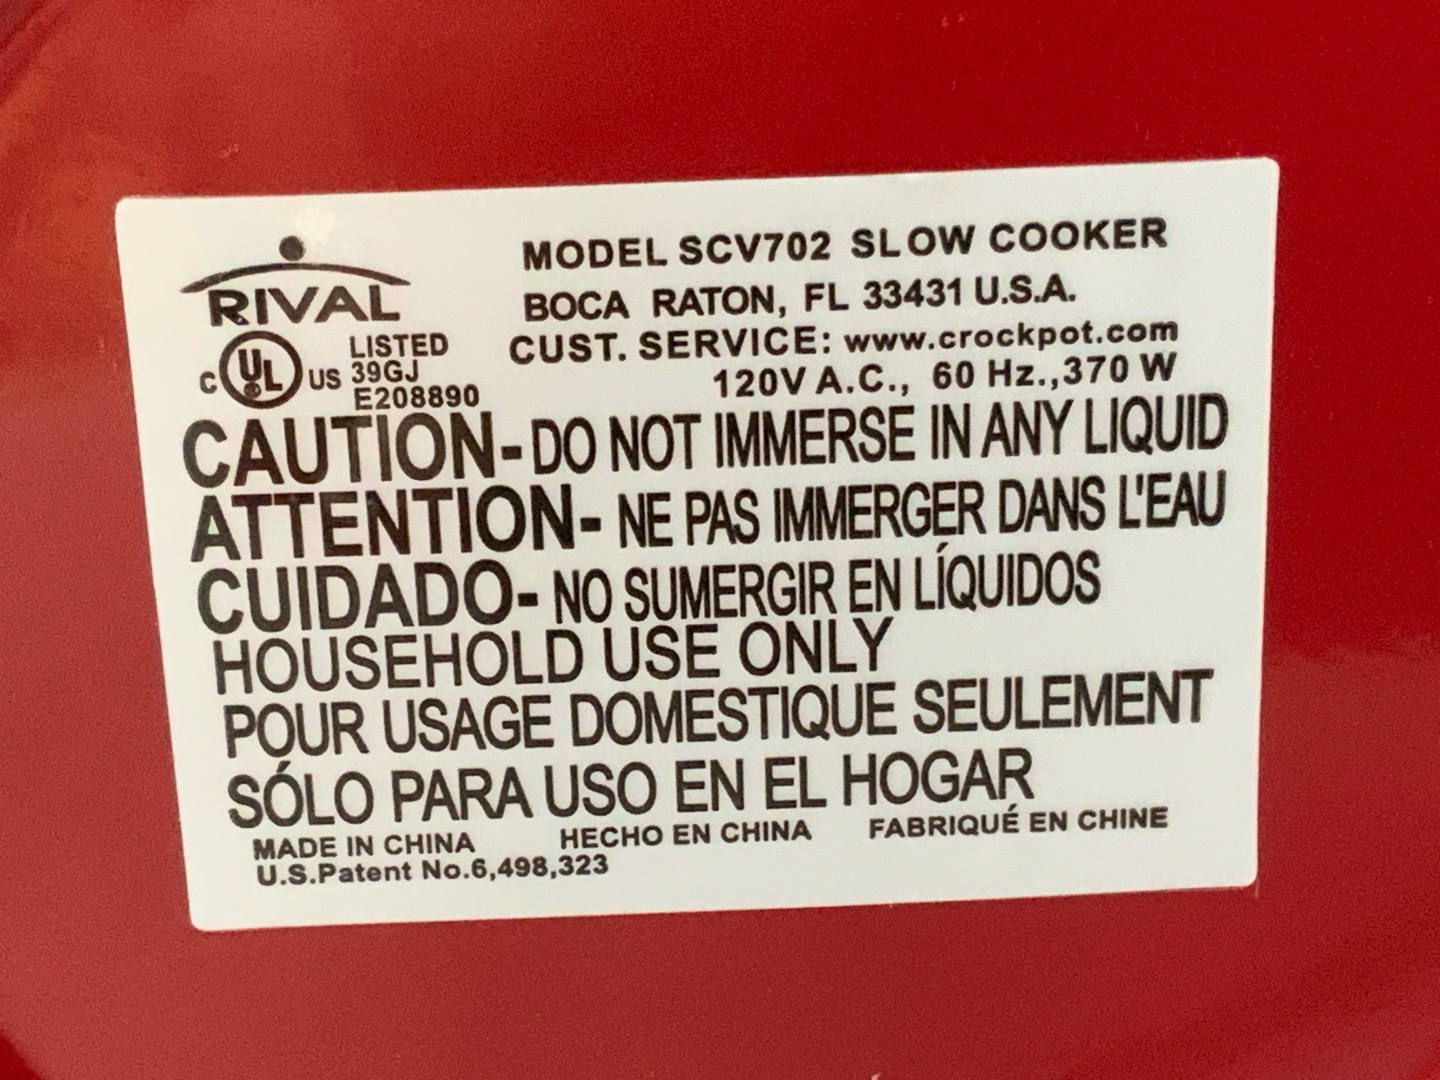 RIVAL
C UL ® US LISTED
39GJ
E208890
MODEL SCV702 SLOW COOKER
BOCA RATON, FL 33431 U.S.A.
CUST. SERVICE: www.crockpot.com
120V A.C., 60 Hz.,370 W
CAUTION-DO NOT IMMERSE IN ANY LIQUID
ATTENTION- NE PAS IMMERGER DANS L'EAU
CUIDADO- NO SUMERGIR EN LÍQUIDOS
HOUSEHOLD USE ONLY
POUR USAGE DOMESTIQUE SEULEMENT
SÓLO PARA USO EN EL HOGAR
MADE IN CHINA HECHO EN CHINA FABRIQUÉ EN CHINE
U.S.Patent No.6,498,323